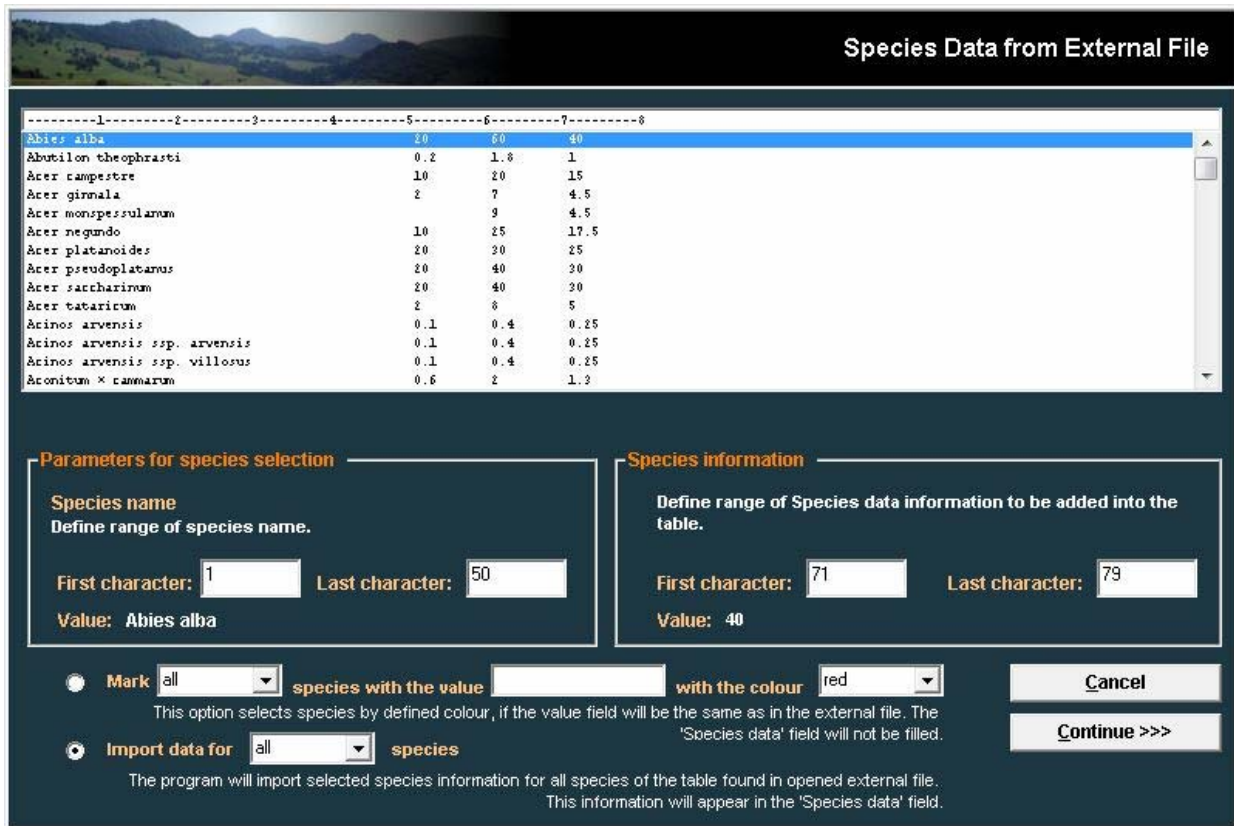 Species Data from External File
---------1---------2---------3---------4---------5---------6---------7---------8
Abies alba 20 60 40
Abutilon theophrasti 0.2 1.8 1
Acer campestre 10 20 15
Acer ginnala 2 7 4.5
Acer monspessulanum 9 4.5
Acer negundo 10 25 17.5
Acer platanoides 20 30 25
Acer pseudoplatanus 20 40 30
Acer saccharinum 20 40 30
Acer tataricum 2 8 5
Acinos arvensis 0.1 0.4 0.25
Acinos arvensis ssp. arvensis 0.1 0.4 0.25
Acinos arvensis ssp. villosus 0.1 0.4 0.25
Aconitum × cammarum 0.6 2 1.3
Parameters for species selection
Species name
Define range of species name.
First character: 1 Last character: 50
Value: Abies alba
Species information
Define range of Species data information to be added into the
table.
First character: 71 Last character: 79
Value: 40
Mark all species with the value with the colour red
This option selects species by defined colour, if the value field will be the same as in the external file. The
'Species data' field will not be filled.
Import data for all species
The program will import selected species information for all species of the table found in opened external file.
This information will appear in the 'Species data' field.
Cancel
Continue >>>